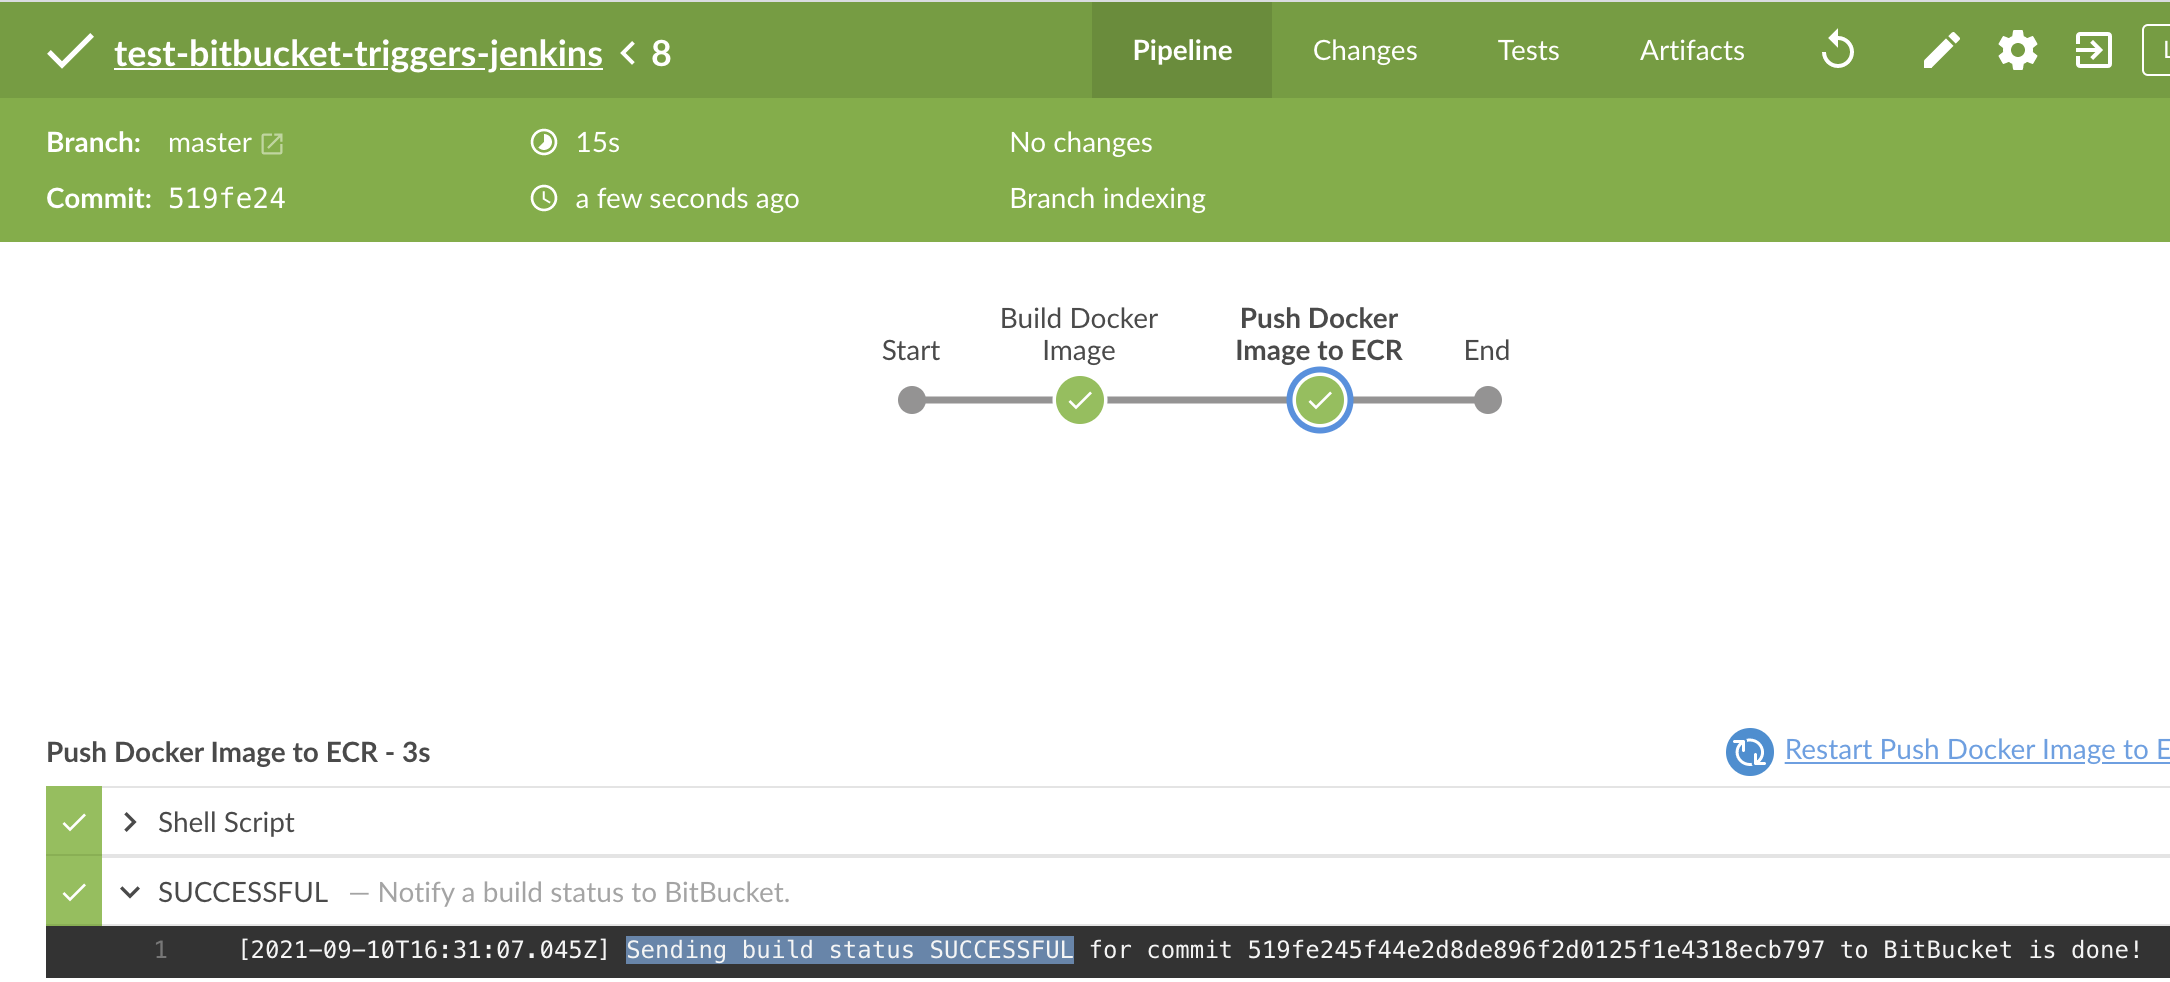 test-bitbucket-triggers-jenkins < 8
Pipeline
Changes
Tests
Artifacts
Branch: master
15s
No changes
Commit: 519fe24
a few seconds ago
Branch indexing
Start
Build Docker
Image
Push Docker
Image to ECR
End
Push Docker Image to ECR - 3s
Restart Push Docker Image to E
Shell Script
SUCCESSFUL — Notify a build status to BitBucket.
1 [2021-09-10T16:31:07.045Z] Sending build status SUCCESSFUL for commit 519fe245f44e2d8de896f2d0125f1e4318ecb797 to BitBucket is done!